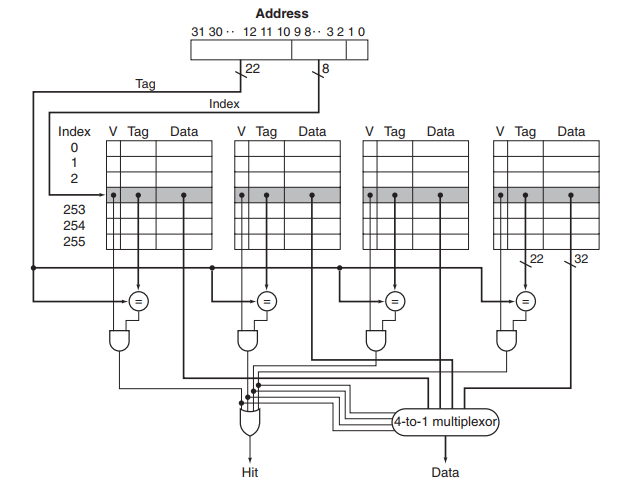 Address
31 30 ·· 12 11 10 9 8 ·· 3 2 1 0
22
8
Tag
Index
Index V Tag Data V Tag Data V Tag Data V Tag Data
0
1
2
253
254
255
22
32
= = = =
4-to-1 multiplexor
Hit
Data